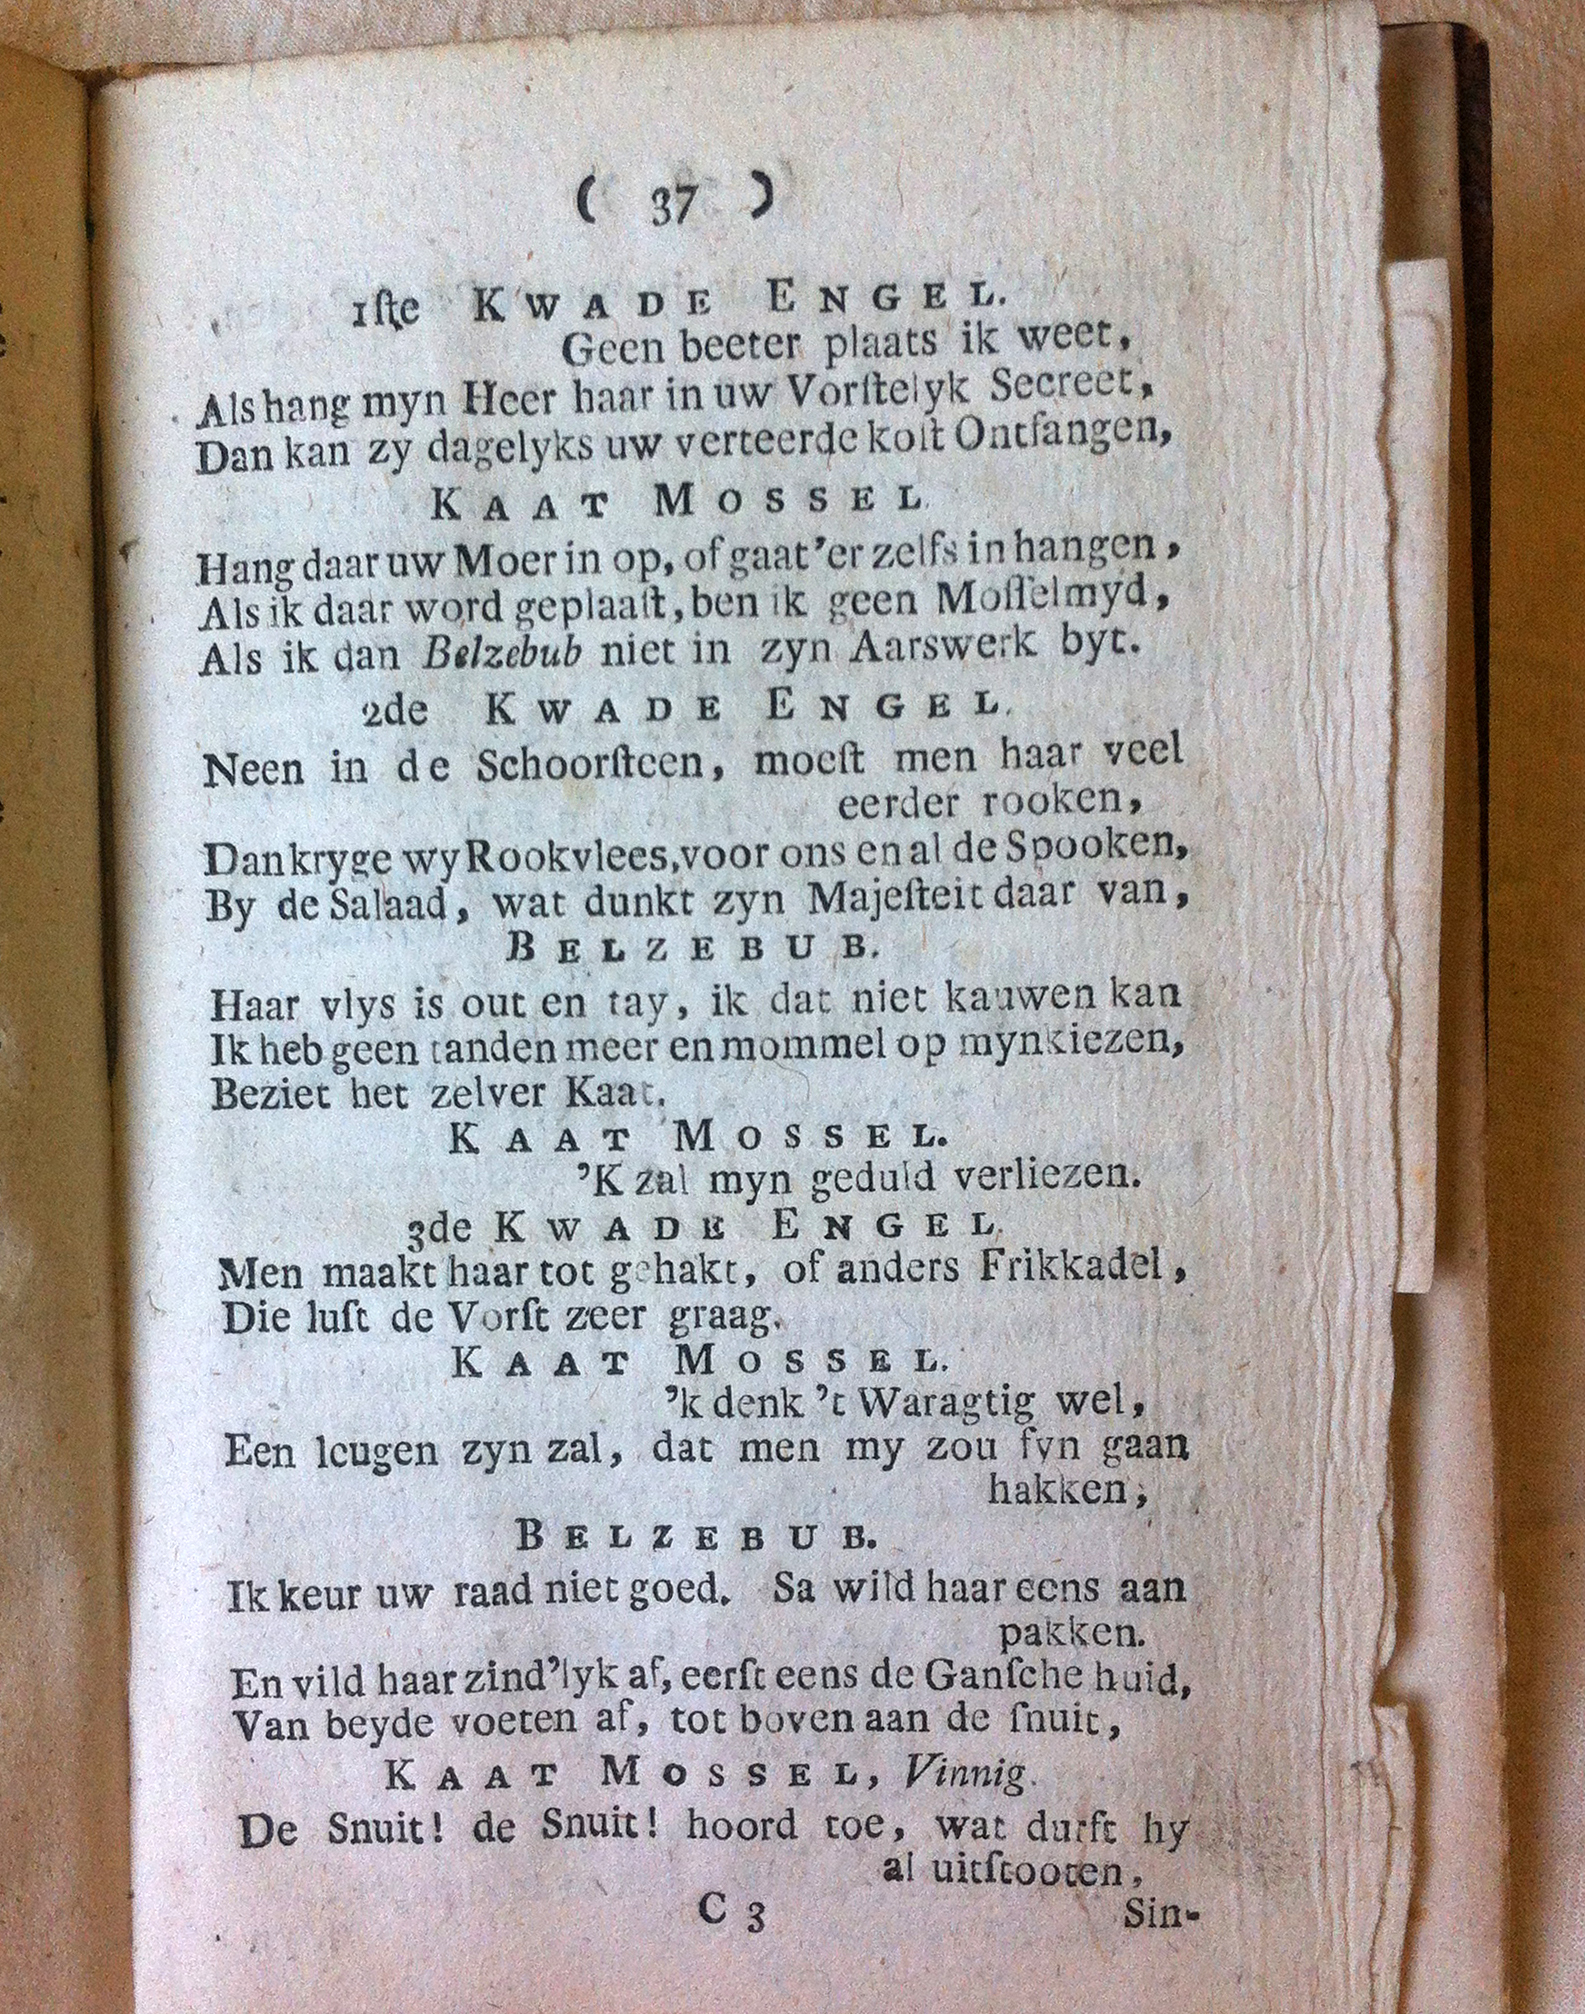 ( 37 )
1ſte KWADE ENGEL.
Geen beeter plaats ik weet,
Als hang myn Heer haar in uw Vorſtelyk Secreet,
Dan kan zy dagelyks uw verteerde koſt Ontfangen,
KAAT MOSSEL.
Hang daar uw Moer in op, of gaat 'er zelfs in hangen,
Als ik daar word geplaaſt, ben ik geen Moſſelmyd,
Als ik dan Belzebub niet in zyn Aarswerk byt.
2de KWADE ENGEL.
Neen in de Schoorſteen, moeſt men haar veel
eerder rooken,
Dan kryge wy Rookvlees, voor ons en al de Spooken,
By de Salaad, wat dunkt zyn Majeſteit daar van,
BELZEBUB.
Haar vlys is out en tay, ik dat niet kauwen kan
Ik heb geen tanden meer en mommel op myn kiezen,
Beziet het zelver Kaat.
KAAT MOSSEL.
'K zal myn geduld verliezen.
3de KWADE ENGEL.
Men maakt haar tot gehakt, of anders Frikkadel,
Die luſt de Vorſt zeer graag.
KAAT MOSSEL.
'k denk 't Waragtig wel,
Een leugen zyn zal, dat men my zou fyn gaan
hakken,
BELZEBUB.
Ik keur uw raad niet goed. Sa wild haar eens aan
pakken.
En vild haar zind'lyk af, eerſt eens de Ganſche huid,
Van beyde voeten af, tot boven aan de ſnuit,
KAAT MOSSEL, Vinnig.
De Snuit! de Snuit! hoord toe, wat durft hy
al uitſtooten,
C 3 Sin-